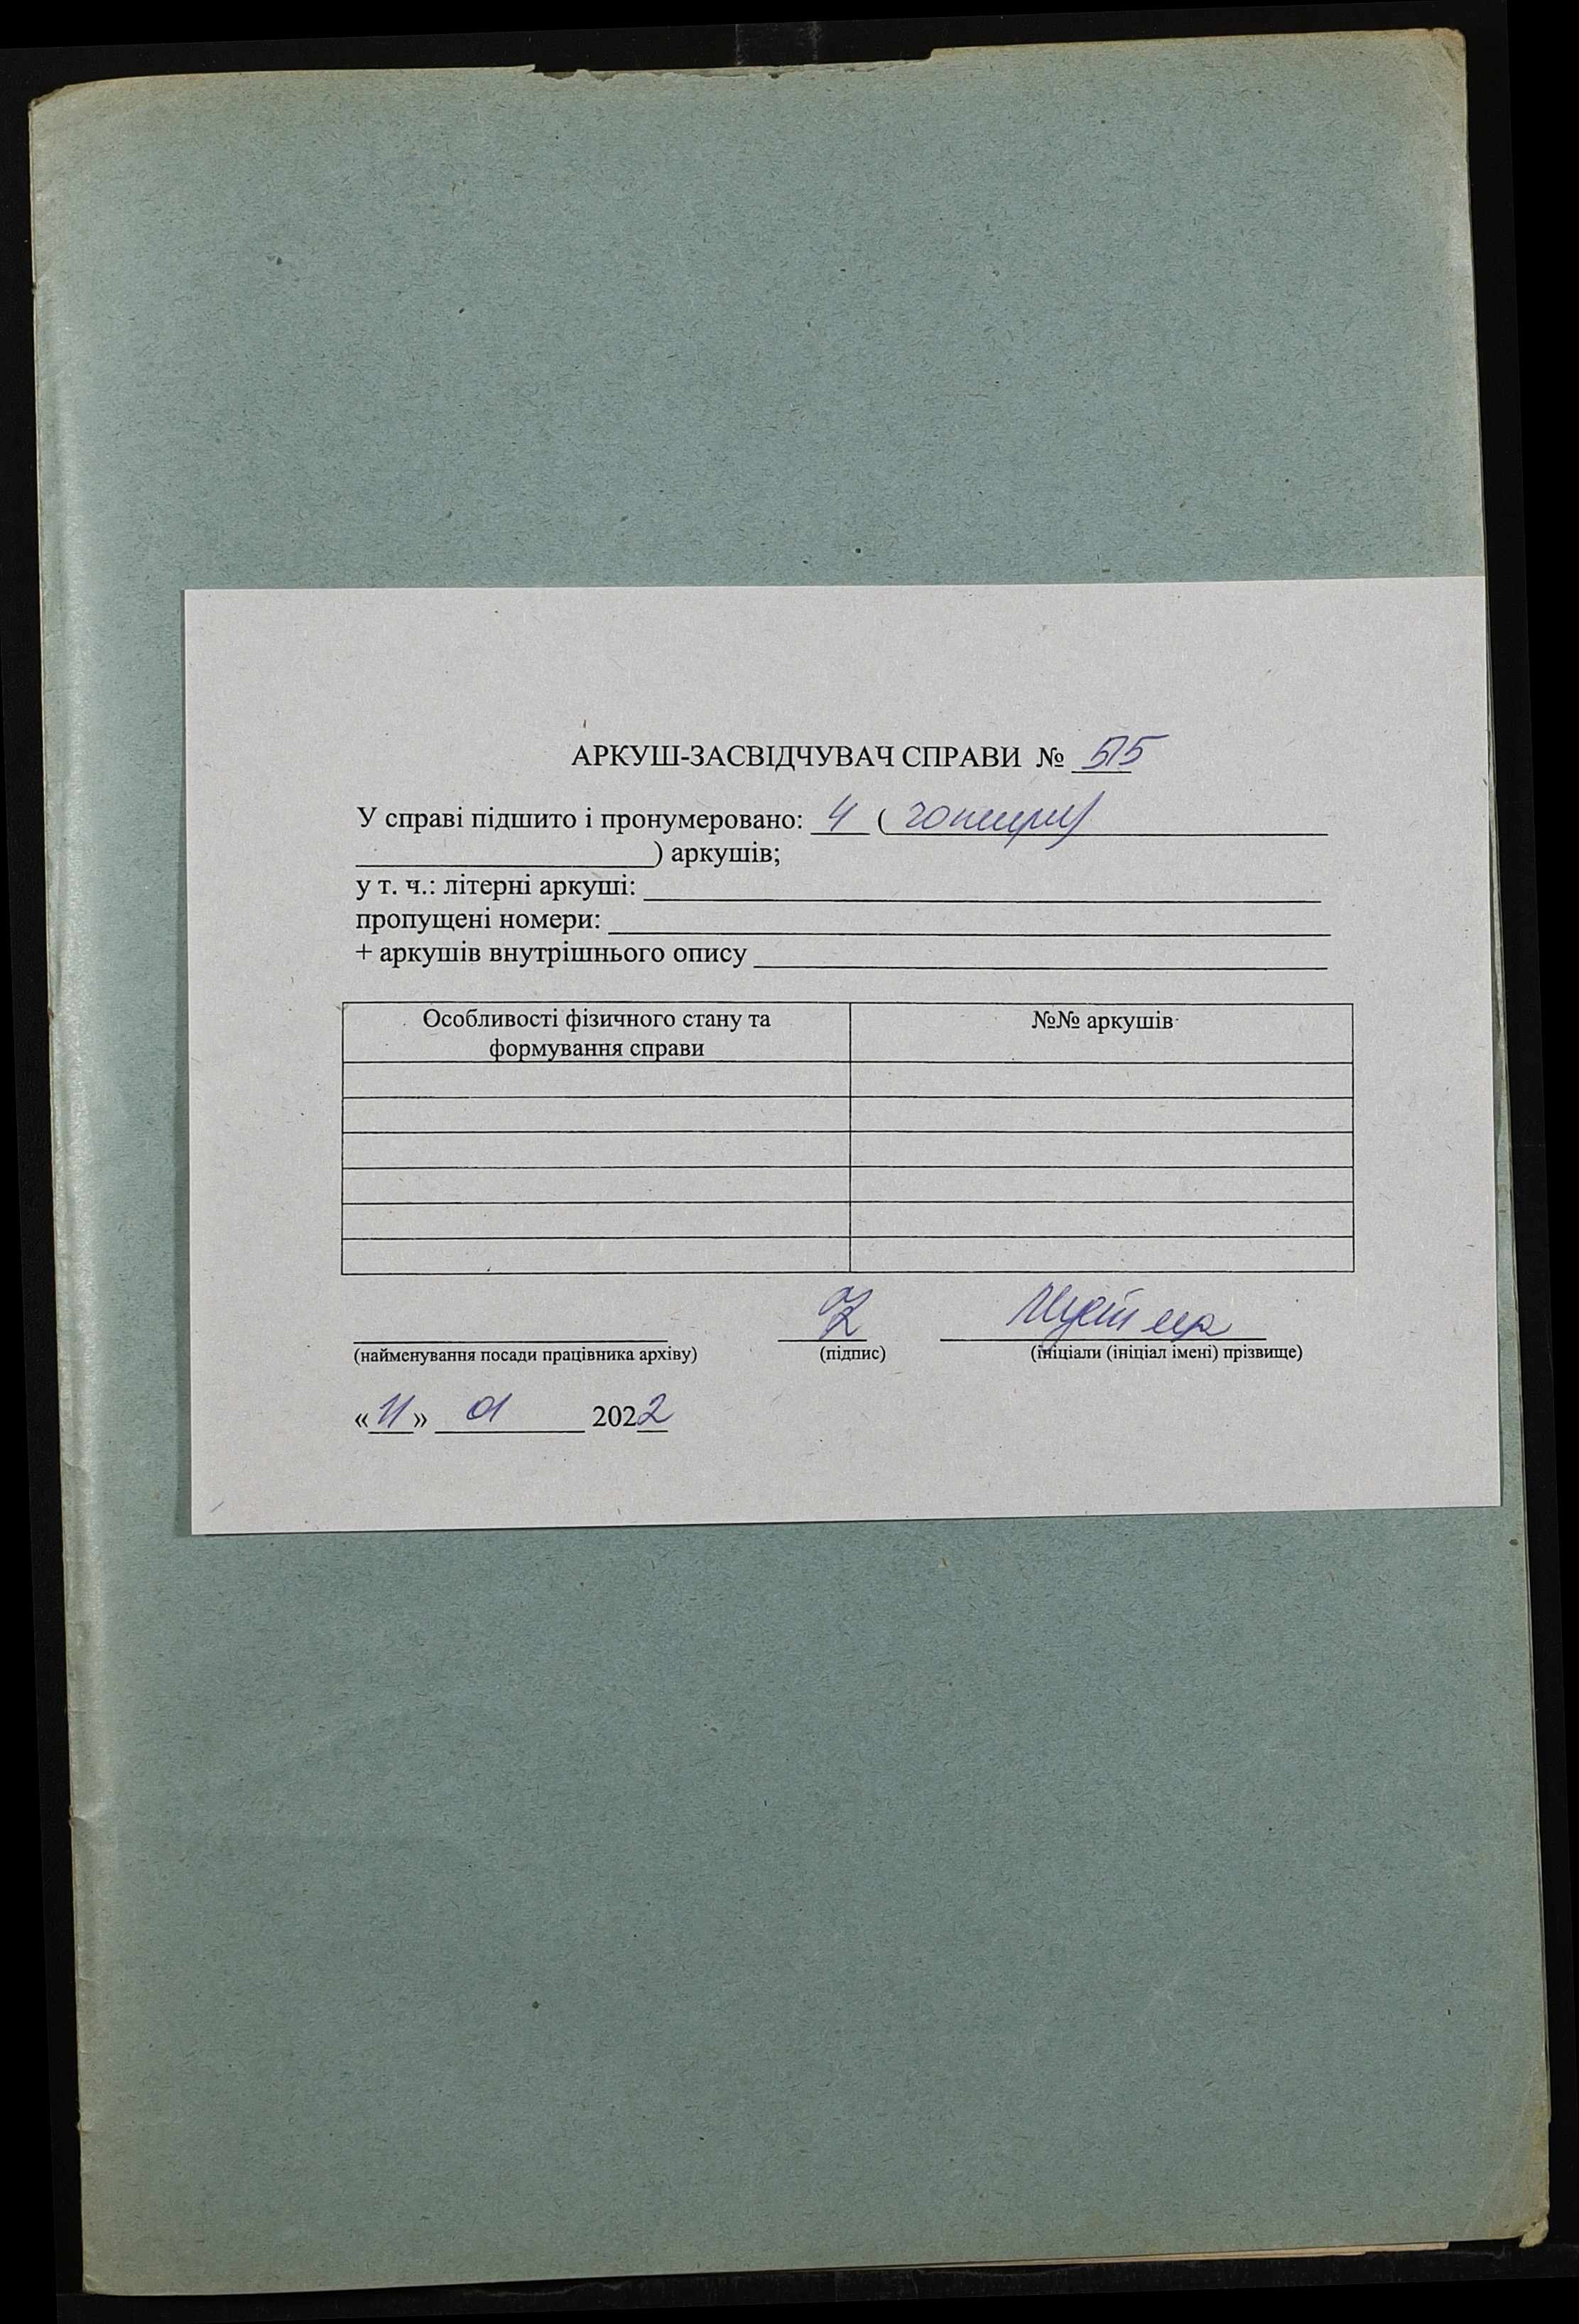 АРКУШ-ЗАСВІДЧУВАЧ СПРАВИ № 515
У справі підшито і пронумеровано: 4 ( чотири
) аркушів;
у т. ч.: літерні аркуші:
пропущені номери:
+ аркушів внутрішнього опису
Особливості фізичного стану та
формування справи
№№ аркушів
(найменування посади працівника архіву)
(підпис)
(ініціали (ініціал імені) прізвище)
«11» 01 2022